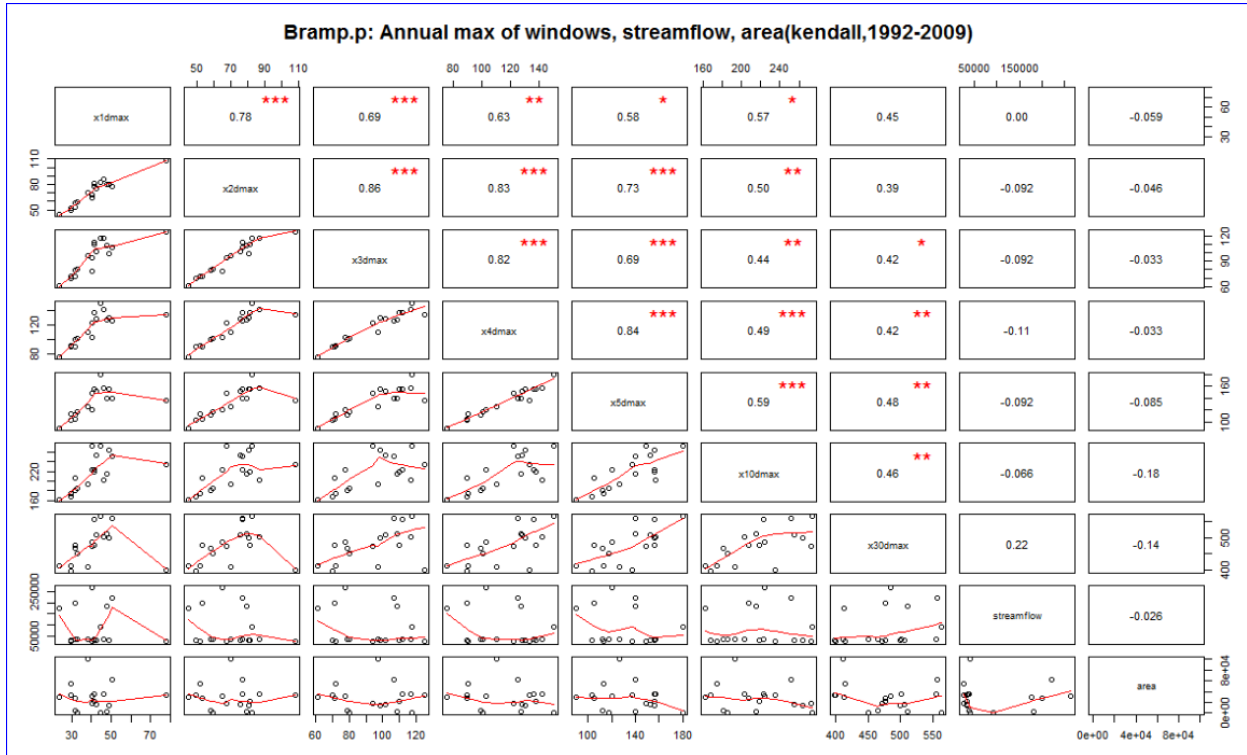 Bramp.p: Annual max of windows, streamflow, area(kendall,1992-2009)
50 70 90 110 80 100 120 140 160 200 240 50000 150000
x1dmax 0.78 *** 0.69 *** 0.63 ** 0.58 * 0.57 * 0.45 0.00 -0.059 30 60
50 80 110 x2dmax 0.86 *** 0.83 *** 0.73 *** 0.50 ** 0.39 -0.092 -0.046
x3dmax 0.82 *** 0.69 *** 0.44 ** 0.42 * -0.092 -0.033 60 90 120
80 120 x4dmax 0.84 *** 0.49 *** 0.42 ** -0.11 -0.033
x5dmax 0.59 *** 0.48 ** -0.092 -0.085 100 160
160 220 x10dmax 0.46 ** -0.066 -0.18
x30dmax 0.22 -0.14 400 500
50000 250000 streamflow -0.026
area 0e+00 8e+04
30 50 70 60 80 100 120 100 140 180 400 450 500 550 0e+00 4e+04 8e+04